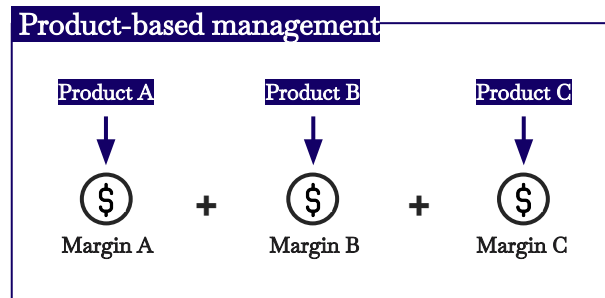 Product-based management
Product A Product B Product C
$ + $ + $
Margin A Margin B Margin C